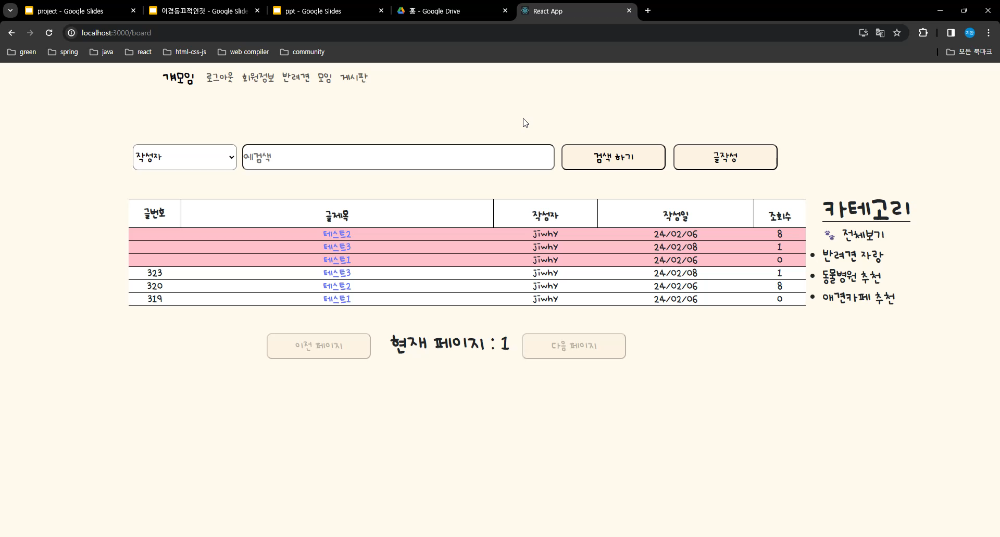 project - Google Slides
이경동끄적인것 - Google Slide
ppt - Google Slides
홈 - Google Drive
React App
localhost:3000/board
지완
green
spring
java
react
html-css-js
web compiler
community
모든 북마크
개모임 로그아웃 회원정보 반려견 모임 게시판
작성자 에검색 검색 하기 글작성
글번호 글제목 작성자 작성일 조회수
테스트2 jiwhy 24/02/06 8
테스트3 jiwhy 24/02/08 1
테스트1 jiwhy 24/02/06 0
323 테스트3 jiwhy 24/02/08 1
320 테스트2 jiwhy 24/02/06 8
319 테스트1 jiwhy 24/02/06 0
카테고리
전체보기
반려견 자랑
동물병원 추천
애견카페 추천
이전 페이지 현재 페이지 : 1 다음 페이지